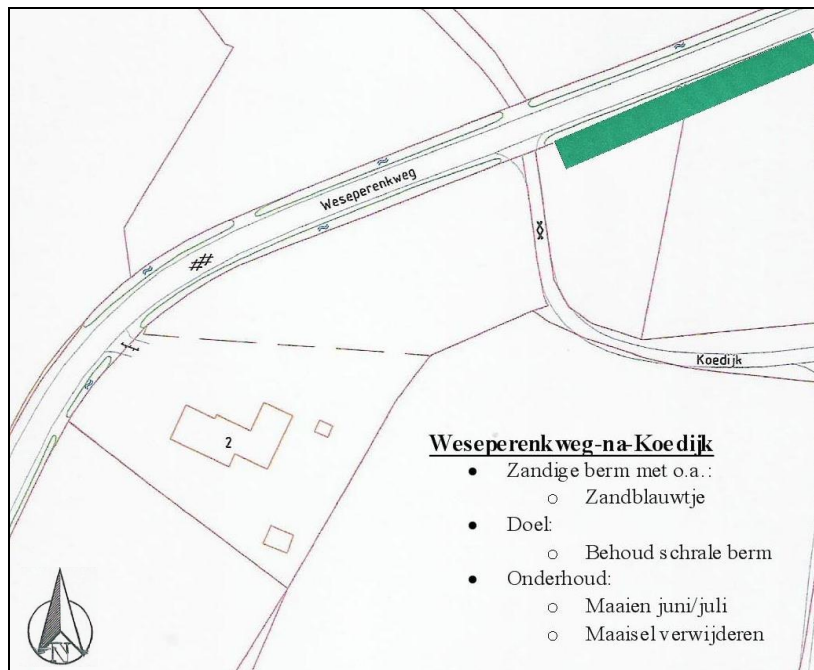 Weseperenkweg
Koedijk
2
Weseperenkweg-na-Koedijk
Zandige berm met o.a.:
Zandblauwtje
Doel:
Behoud schrale berm
Onderhoud:
Maaien juni/juli
Maaisel verwijderen
N